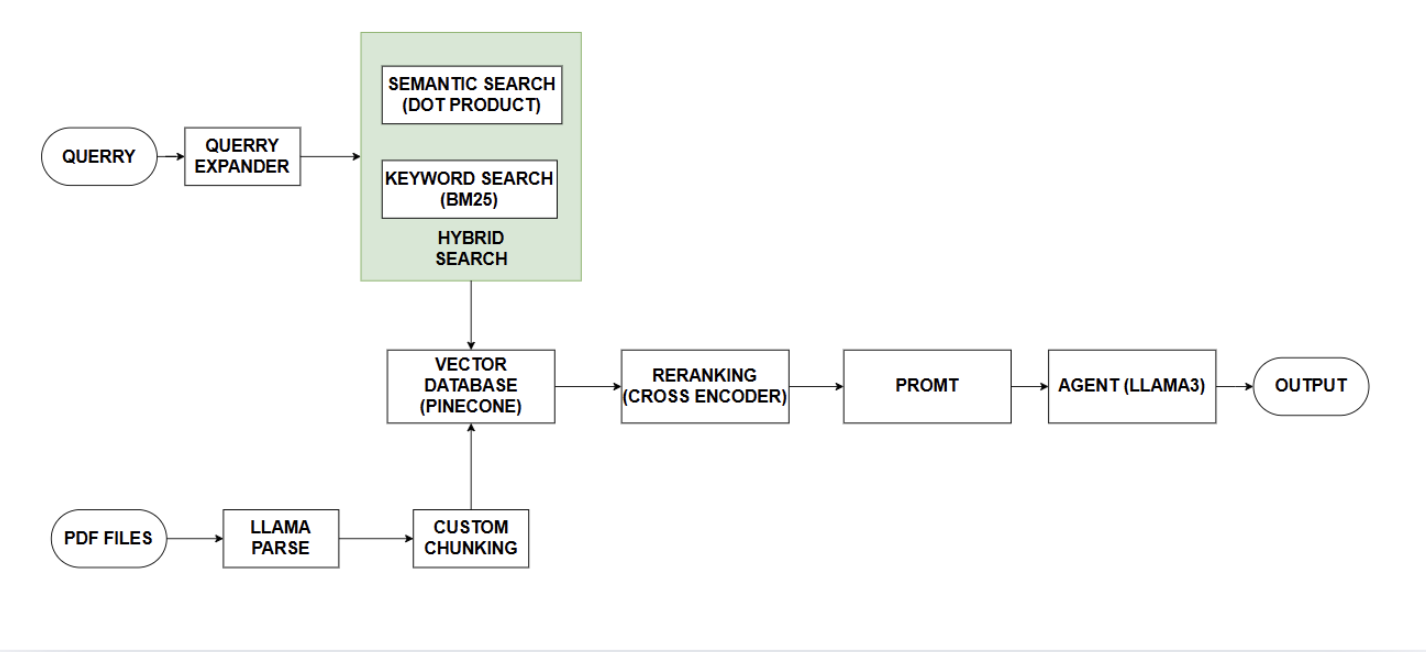 SEMANTIC SEARCH
(DOT PRODUCT)
QUERRY
QUERRY
EXPANDER
KEYWORD SEARCH
(BM25)
HYBRID
SEARCH
VECTOR
DATABASE
(PINECONE)
RERANKING
(CROSS ENCODER)
PROMT
AGENT (LLAMA3)
OUTPUT
PDF FILES
LLAMA
PARSE
CUSTOM
CHUNKING